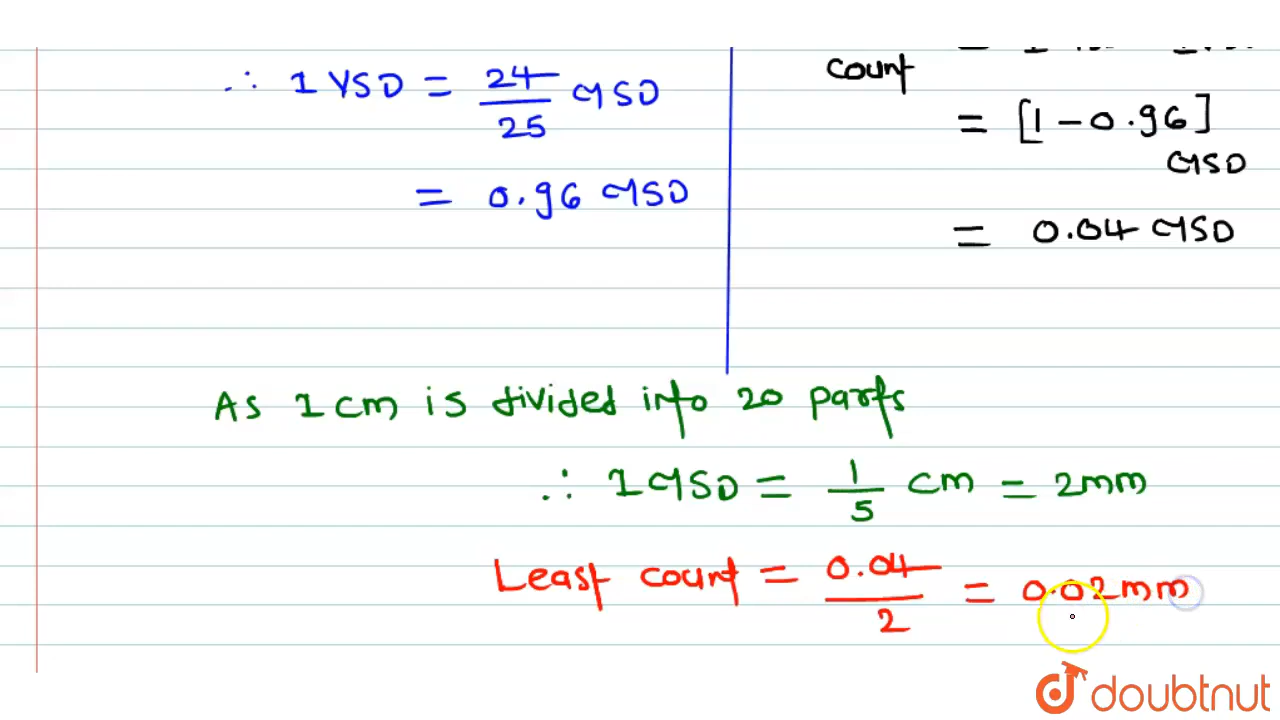 ∴ 1 VSD = 24/25 MSD
= 0.96 MSD
count
= [1 - 0.96]
MSD
= 0.04 MSD
As 1 cm is divided into 20 parts
∴ 1 MSD = 1/5 cm = 2mm
Least count = 0.04/2 = 0.02mm
doubtnut